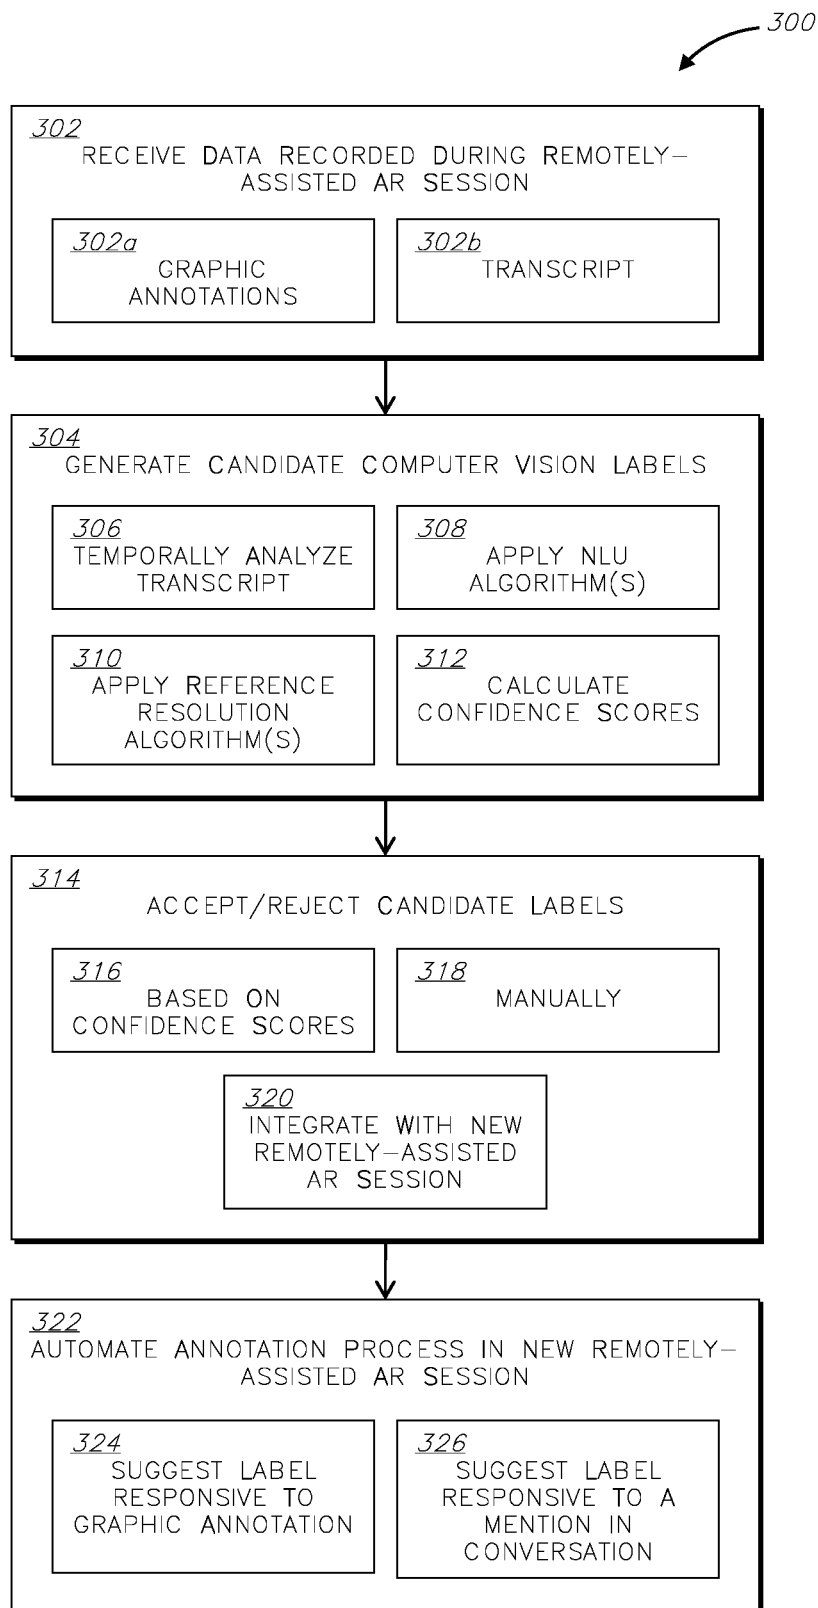 300
302
RECEIVE DATA RECORDED DURING REMOTELY-
ASSISTED AR SESSION
302a
GRAPHIC
ANNOTATIONS
302b
TRANSCRIPT
304
GENERATE CANDIDATE COMPUTER VISION LABELS
306
TEMPORALLY ANALYZE
TRANSCRIPT
308
APPLY NLU
ALGORITHM(S)
310
APPLY REFERENCE
RESOLUTION
ALGORITHM(S)
312
CALCULATE
CONFIDENCE SCORES
314
ACCEPT/REJECT CANDIDATE LABELS
316
BASED ON
CONFIDENCE SCORES
318
MANUALLY
320
INTEGRATE WITH NEW
REMOTELY-ASSISTED
AR SESSION
322
AUTOMATE ANNOTATION PROCESS IN NEW REMOTELY-
ASSISTED AR SESSION
324
SUGGEST LABEL
RESPONSIVE TO
GRAPHIC ANNOTATION
326
SUGGEST LABEL
RESPONSIVE TO A
MENTION IN
CONVERSATION